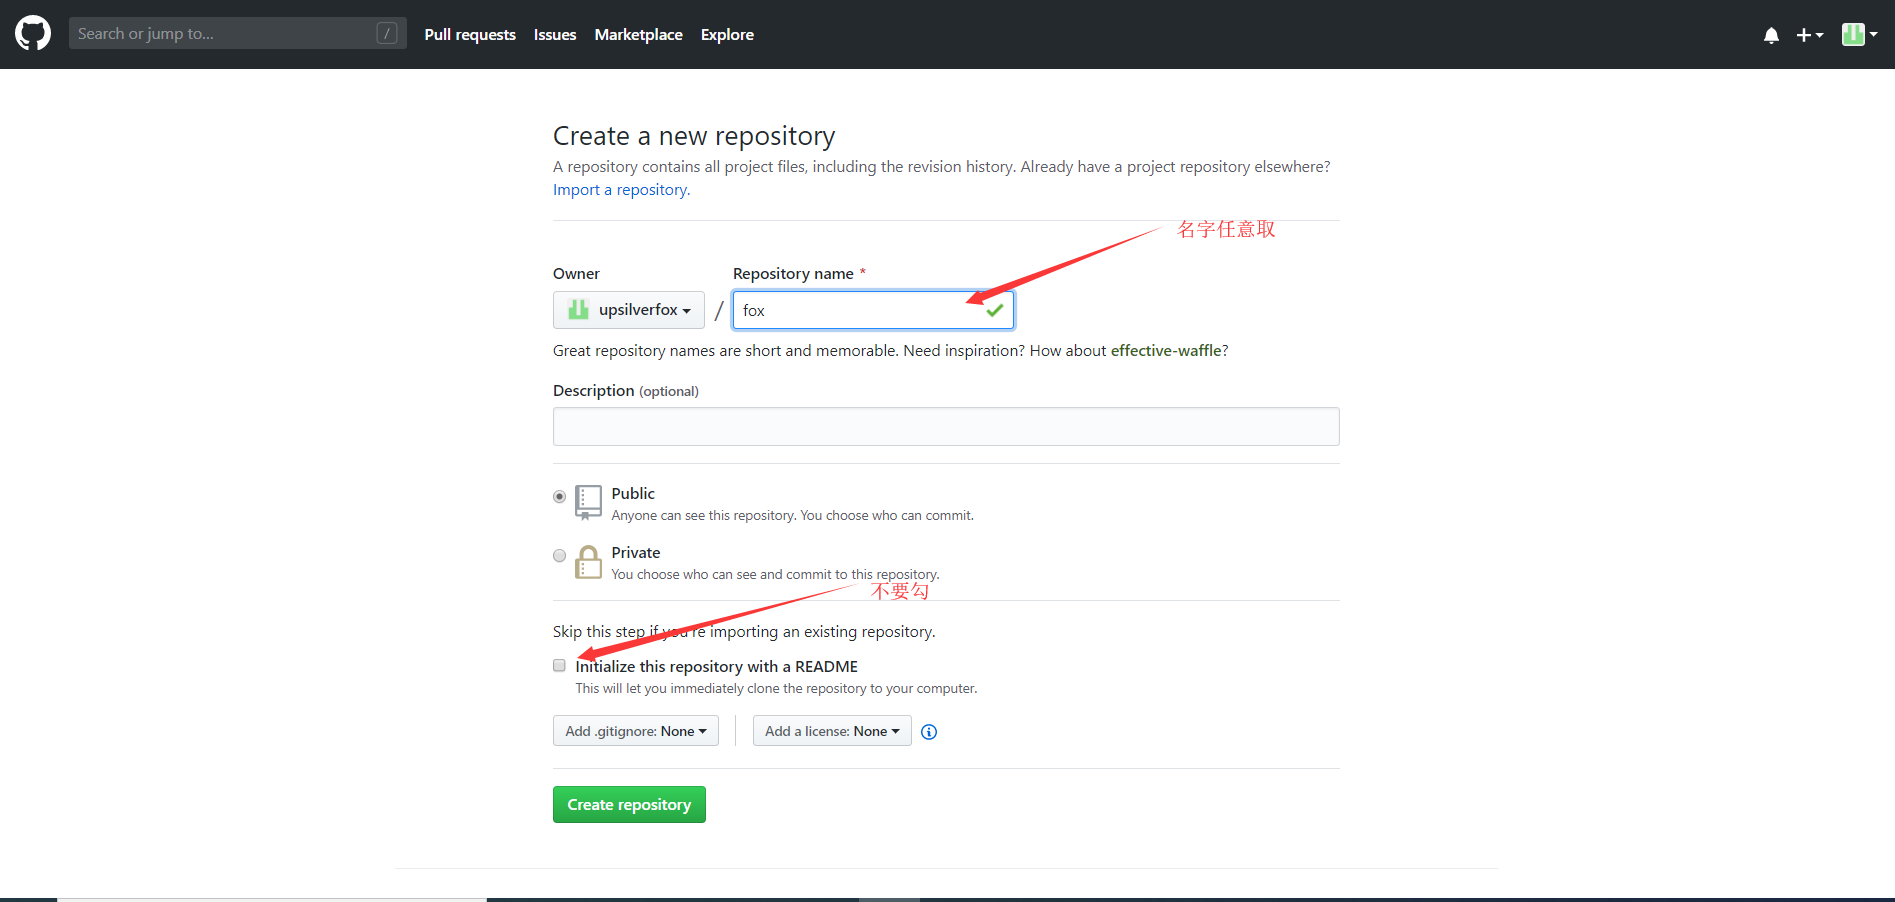 Search or jump to... /
Pull requests Issues Marketplace Explore
Create a new repository
A repository contains all project files, including the revision history. Already have a project repository elsewhere?
Import a repository.
名字任意取
Owner Repository name *
upsilverfox / fox
Great repository names are short and memorable. Need inspiration? How about effective-waffle?
Description (optional)
Public
Anyone can see this repository. You choose who can commit.
Private
You choose who can see and commit to this repository.
不要勾
Skip this step if you're importing an existing repository.
Initialize this repository with a README
This will let you immediately clone the repository to your computer.
Add .gitignore: None Add a license: None
Create repository